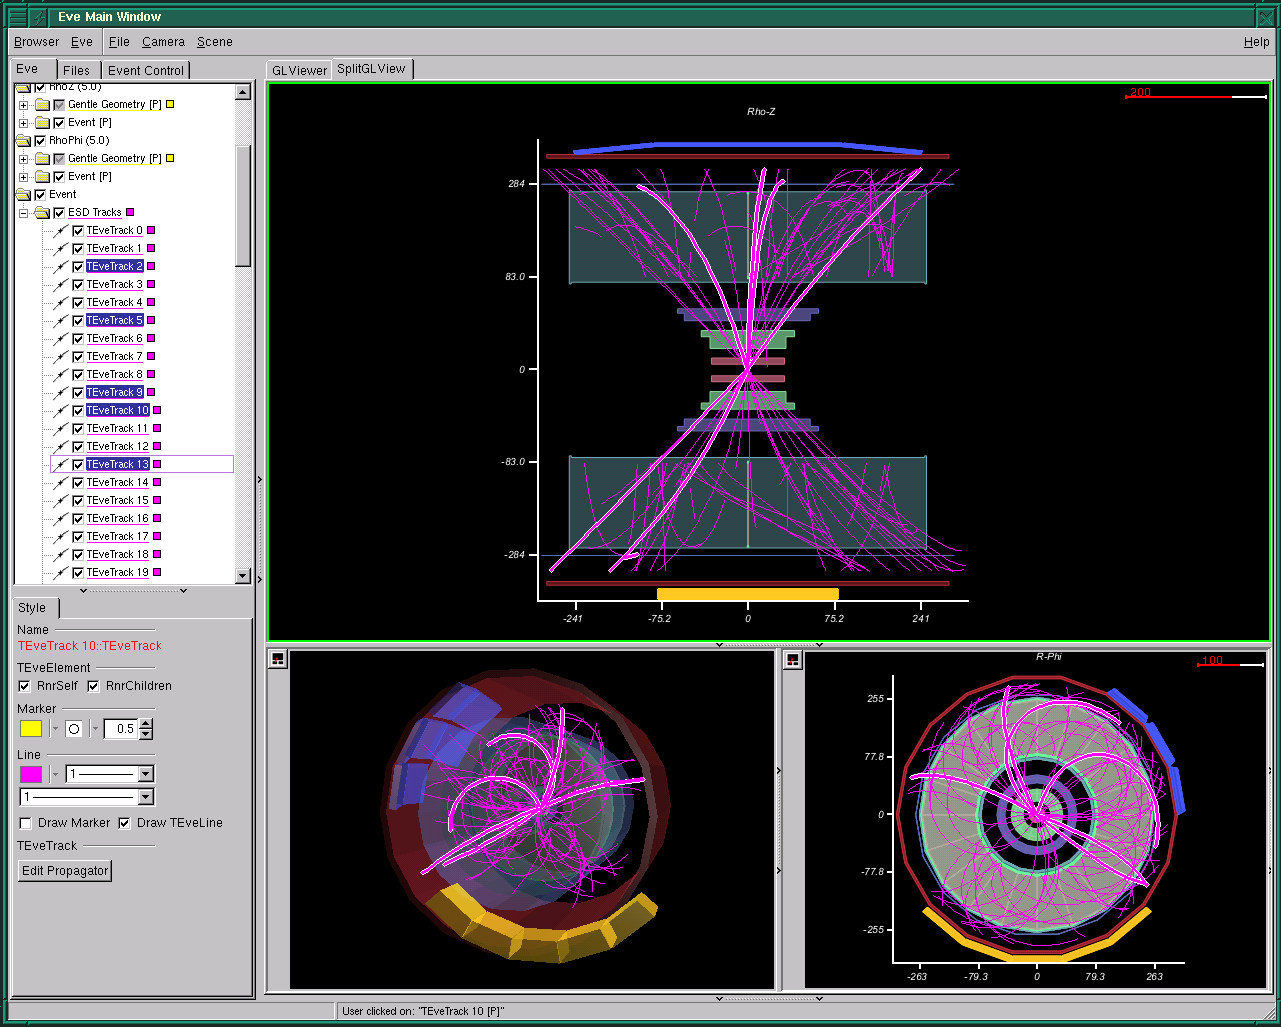 Eve Main Window
Browser Eve File Camera Scene Help
Eve Files Event Control
GLViewer SplitGLView
RhoZ (5.0)
Gentle Geometry [P]
Event [P]
RhoPhi (5.0)
Gentle Geometry [P]
Event [P]
Event
ESD Tracks
TEveTrack 0
TEveTrack 1
TEveTrack 2
TEveTrack 3
TEveTrack 4
TEveTrack 5
TEveTrack 6
TEveTrack 7
TEveTrack 8
TEveTrack 9
TEveTrack 10
TEveTrack 11
TEveTrack 12
TEveTrack 13
TEveTrack 14
TEveTrack 15
TEveTrack 16
TEveTrack 17
TEveTrack 18
TEveTrack 19
Style
Name
TEveTrack 10::TEveTrack
TEveElement
RnrSelf RnrChildren
Marker
0.5
Line
1
1
Draw Marker Draw TEveLine
TEveTrack
Edit Propagator
200
Rho-Z
284
83.0
0
-83.0
-284
-241 -75.2 0 75.2 241
R-Phi
100
255
77.8
0
-77.8
-255
-263 -79.3 0 79.3 263
User clicked on: "TEveTrack 10 [P]"